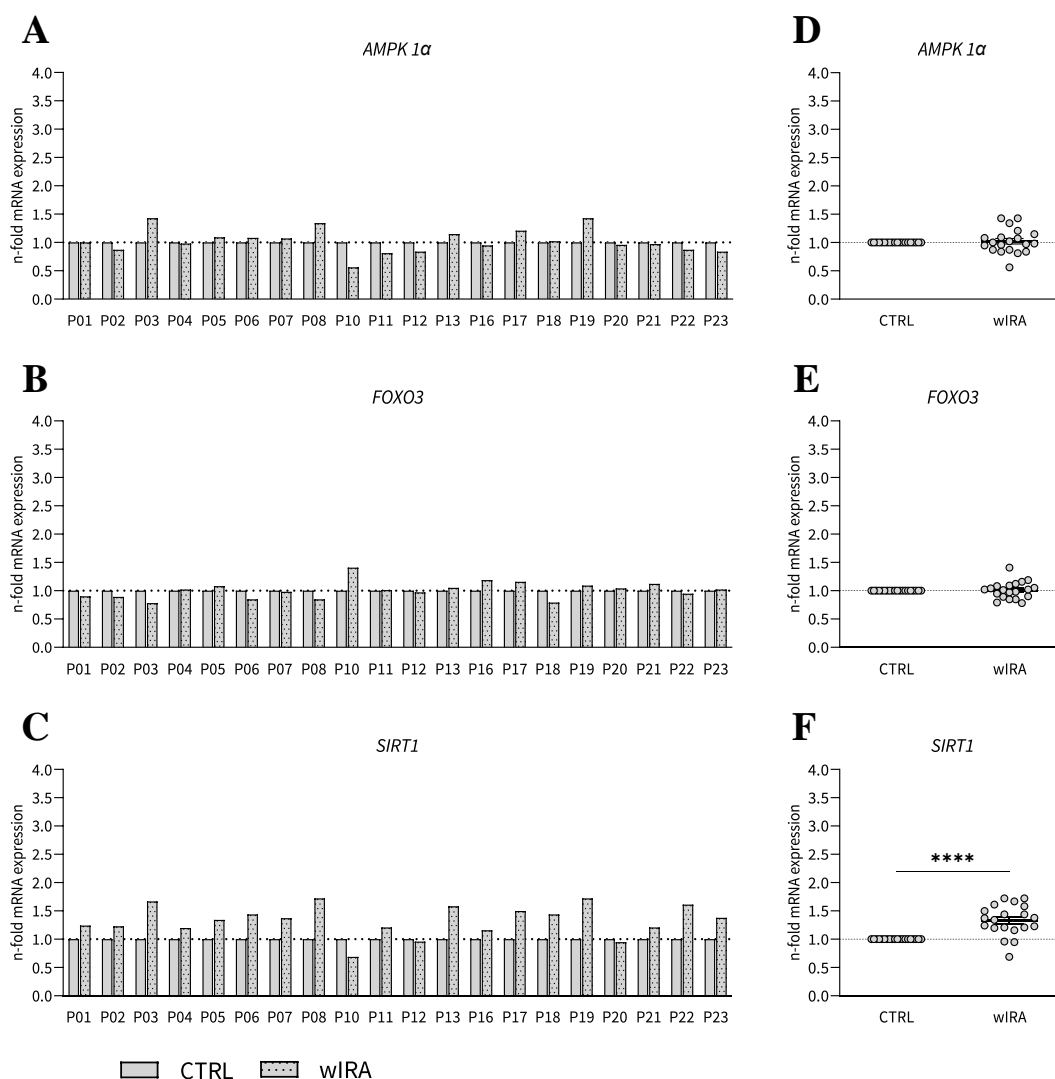 A
AMPK 1α
n-fold mRNA expression
4.0
3.5
3.0
2.5
2.0
1.5
1.0
0.5
0.0
P01 P02 P03 P04 P05 P06 P07 P08 P10 P11 P12 P13 P16 P17 P18 P19 P20 P21 P22 P23
D
AMPK 1α
n-fold mRNA expression
4.0
3.5
3.0
2.5
2.0
1.5
1.0
0.5
0.0
CTRL wIRA
B
FOXO3
n-fold mRNA expression
4.0
3.5
3.0
2.5
2.0
1.5
1.0
0.5
0.0
P01 P02 P03 P04 P05 P06 P07 P08 P10 P11 P12 P13 P16 P17 P18 P19 P20 P21 P22 P23
E
FOXO3
n-fold mRNA expression
4.0
3.5
3.0
2.5
2.0
1.5
1.0
0.5
0.0
CTRL wIRA
C
SIRT1
n-fold mRNA expression
4.0
3.5
3.0
2.5
2.0
1.5
1.0
0.5
0.0
P01 P02 P03 P04 P05 P06 P07 P08 P10 P11 P12 P13 P16 P17 P18 P19 P20 P21 P22 P23
F
SIRT1
n-fold mRNA expression
4.0
3.5
3.0
2.5
2.0
1.5
1.0
0.5
0.0
****
CTRL wIRA
CTRL wIRA